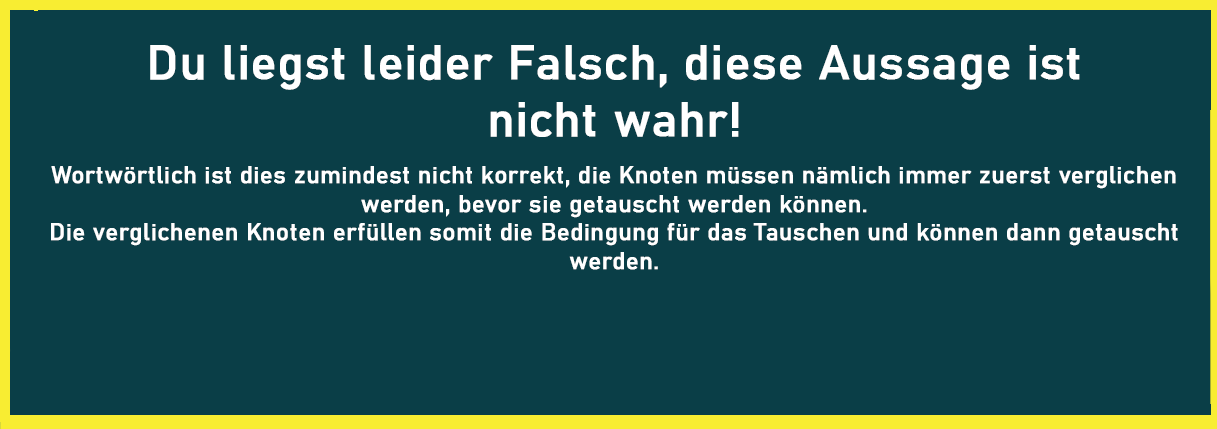 Du liegst leider Falsch, diese Aussage ist
nicht wahr!
Wortwörtlich ist dies zumindest nicht korrekt, die Knoten müssen nämlich immer zuerst verglichen
werden, bevor sie getauscht werden können.
Die verglichenen Knoten erfüllen somit die Bedingung für das Tauschen und können dann getauscht
werden.